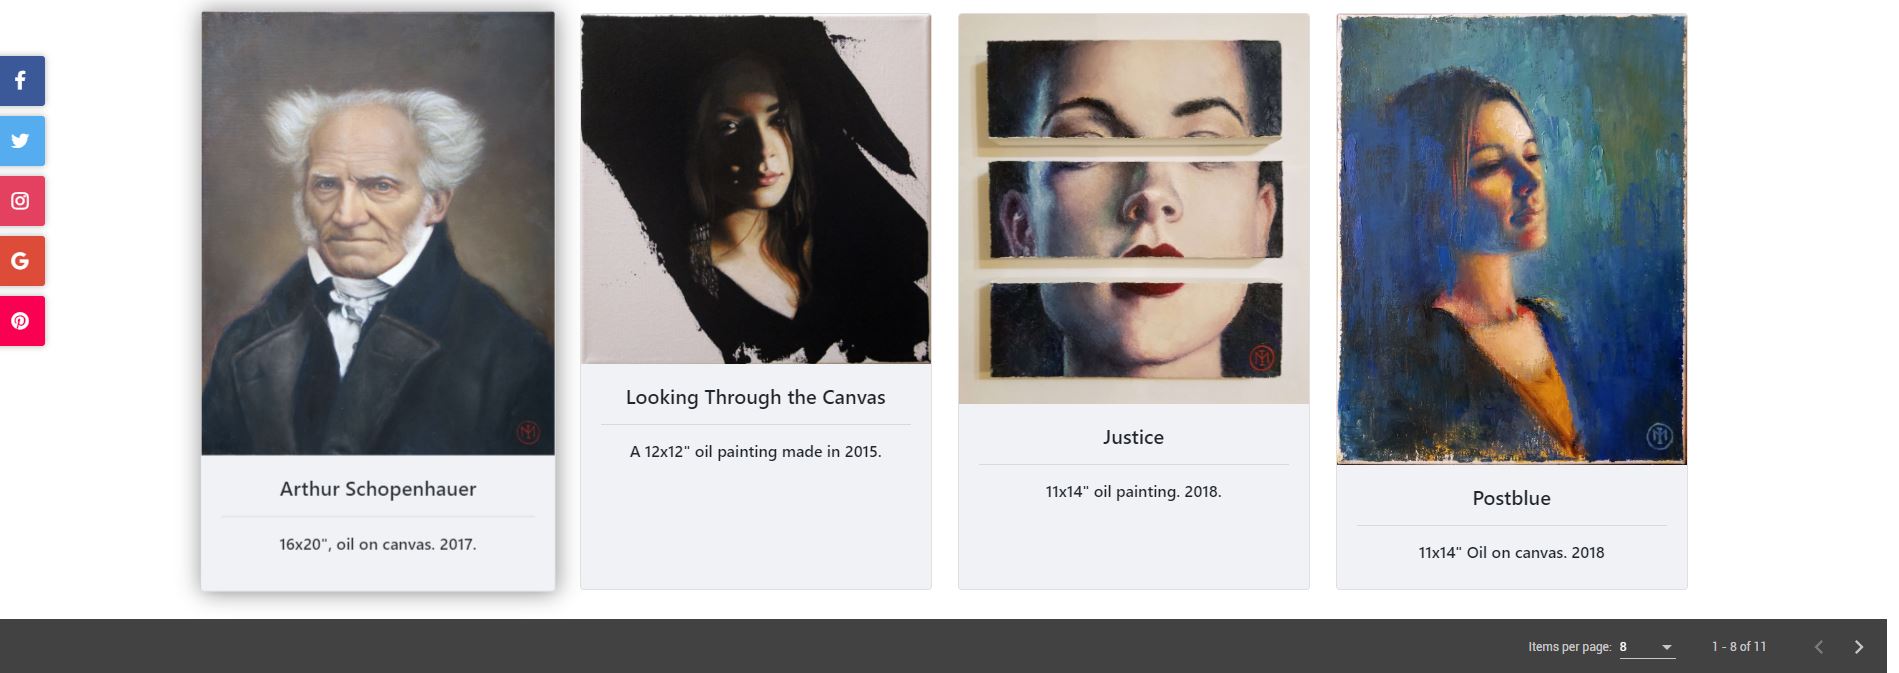 Arthur Schopenhauer
16x20", oil on canvas. 2017.
Looking Through the Canvas
A 12x12" oil painting made in 2015.
Justice
11x14" oil painting. 2018.
Postblue
11x14" Oil on canvas. 2018
Items per page: 8
1 - 8 of 11